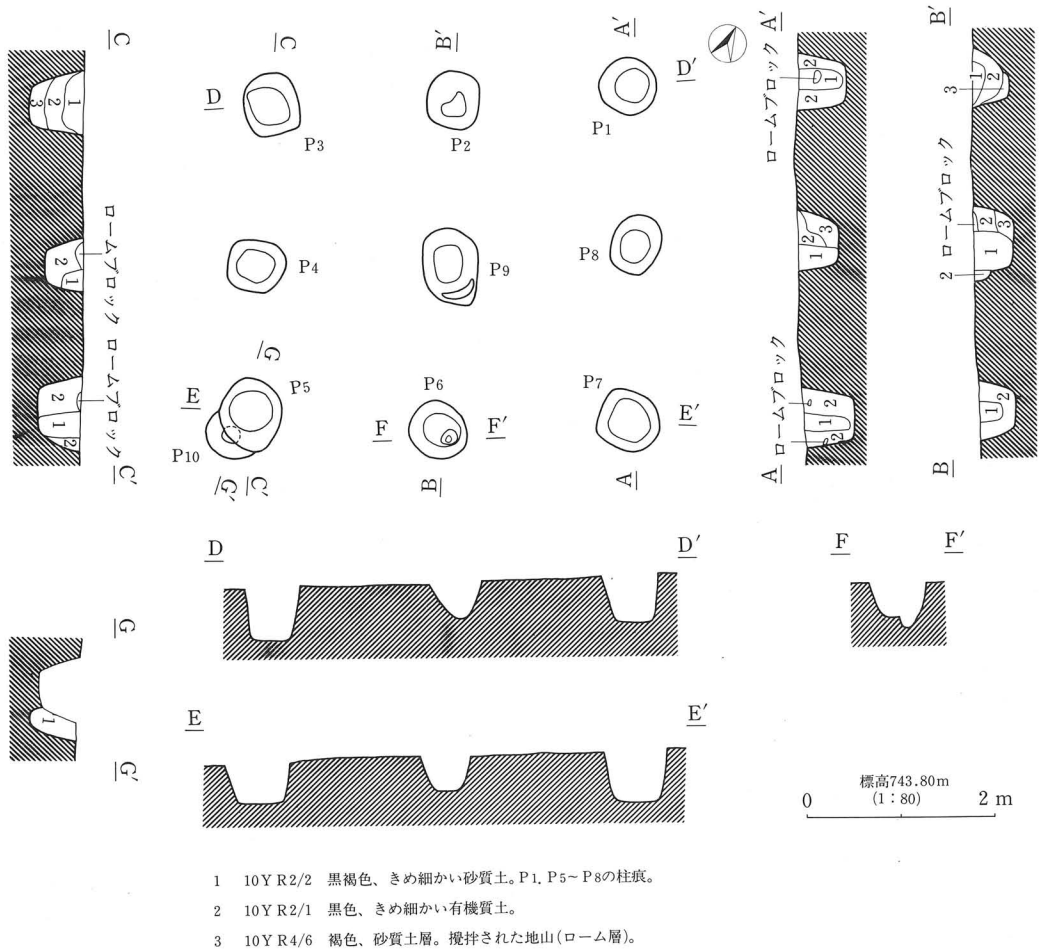 C
C
B′
A′
A′
B′
D
D′
P3
P2
P1
P4
P9
P8
G
E
P5
P6
P7
F
F′
E′
P10
G′
C′
B
A
A
B
C′
3
2
1
ロームブロック
2
1
ロームブロック
2
1
2
ロームブロック
2
1
2
2
3
1
ロームブロック
2
1
2
1
2
3
ロームブロック
2
3
1
2
2
1
D
D′
F
F′
G
1
G′
E
E′
標高743.80m
(1:80)
0
2 m
1 10YR2/2 黒褐色、きめ細かい砂質土。P1. P5~P8の柱痕。
2 10YR2/1 黒色、きめ細かい有機質土。
3 10YR4/6 褐色、砂質土層。攪拌された地山(ローム層)。